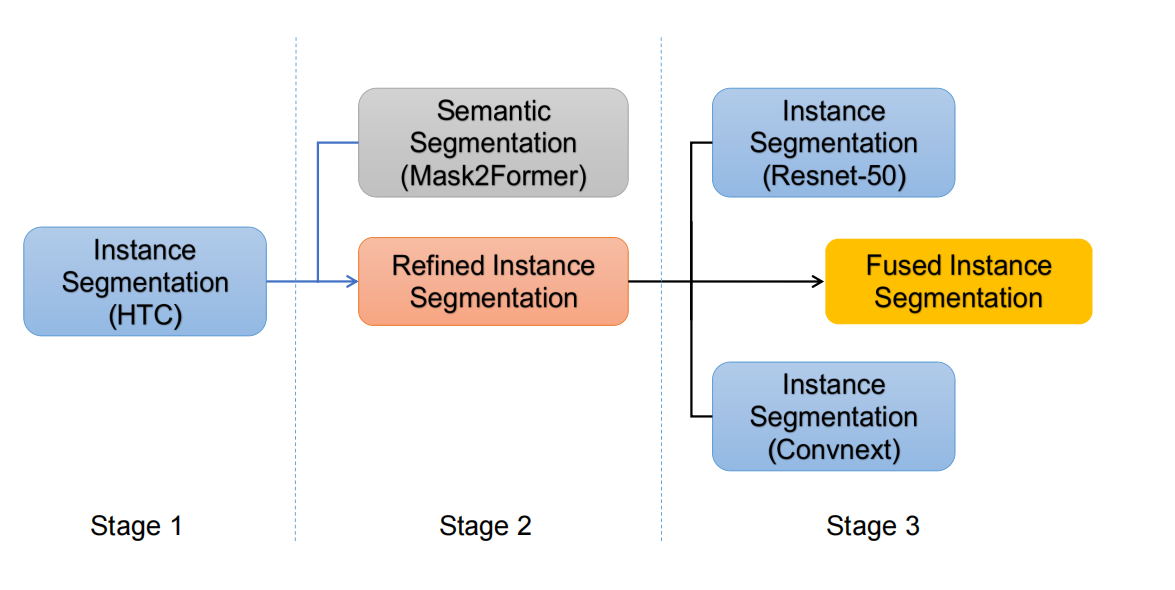 Instance
Segmentation
(HTC)
Semantic
Segmentation
(Mask2Former)
Refined Instance
Segmentation
Instance
Segmentation
(Resnet-50)
Fused Instance
Segmentation
Instance
Segmentation
(Convnext)
Stage 1
Stage 2
Stage 3